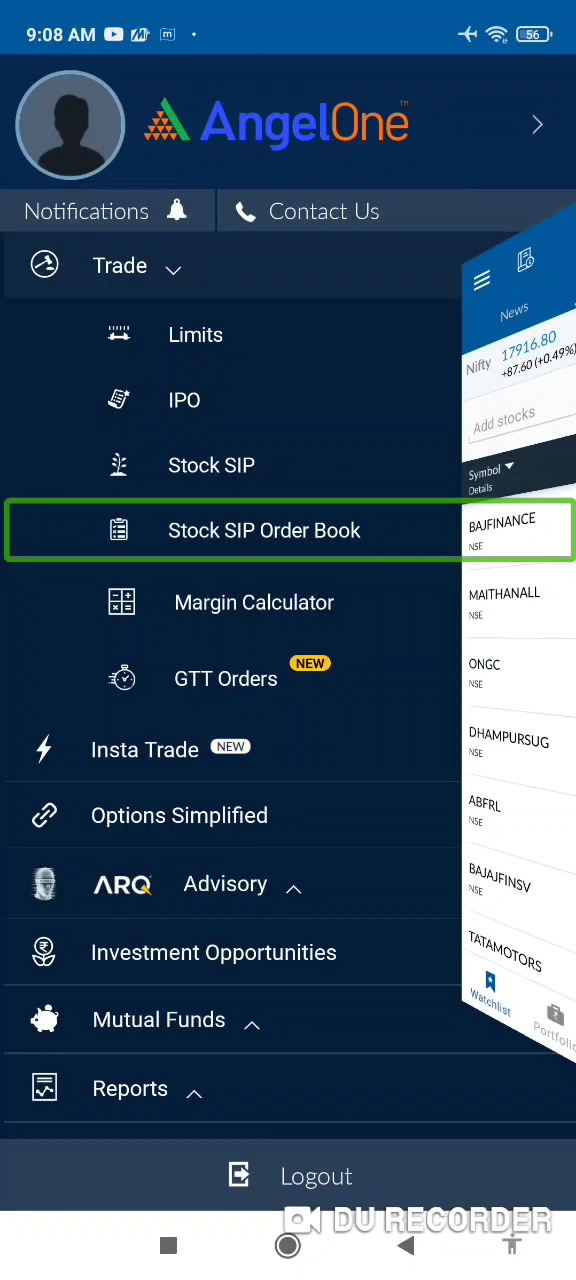 9:08 AM
56
AngelOne™
Notifications
Contact Us
Trade
Limits
IPO
Stock SIP
Stock SIP Order Book
Margin Calculator
GTT Orders NEW
Insta Trade NEW
Options Simplified
ARQ Advisory
Investment Opportunities
Mutual Funds
Reports
Logout
News
Nifty 17916.80
+87.60 (+0.49%)
Add stocks
Symbol
Details
BAJFINANCE
NSE
MAITHANALL
NSE
ONGC
NSE
DHAMPURSUG
NSE
ABFRL
NSE
BAJAJFINSV
NSE
TATAMOTORS
Watchlist
Portfolio
DU RECORDER